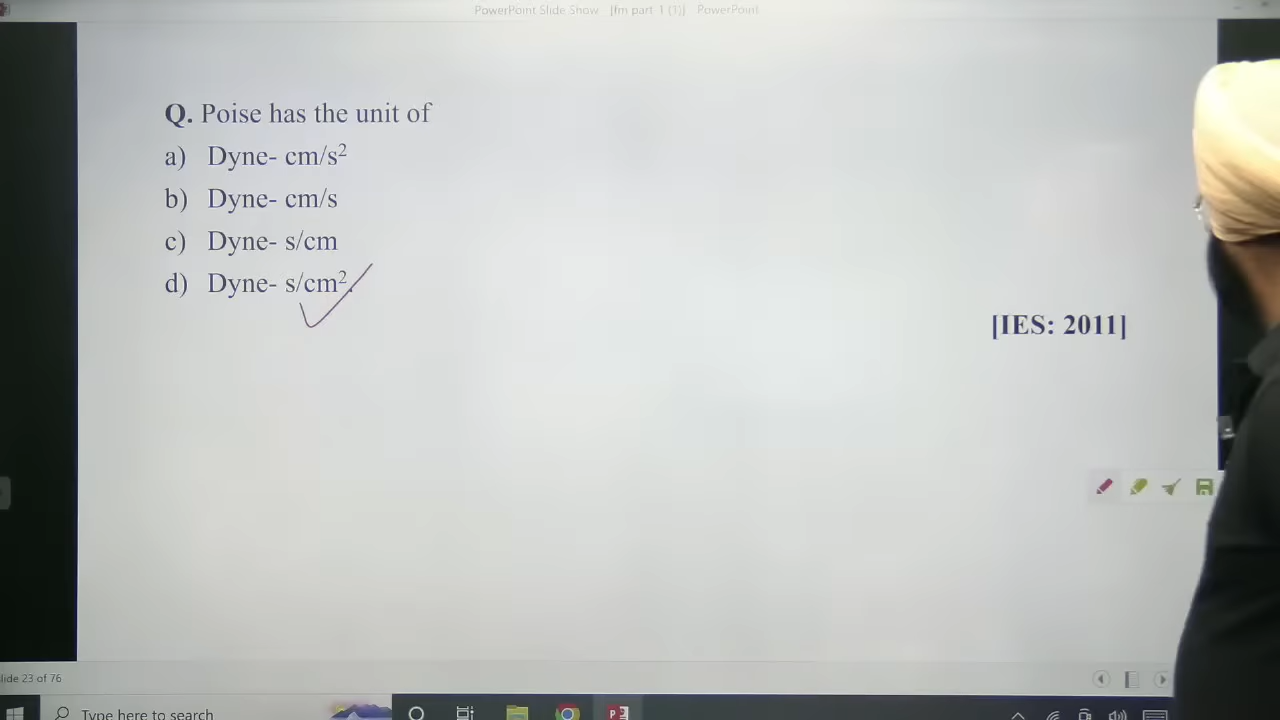 PowerPoint Slide Show - [fm part 1 (1)] - PowerPoint
Q. Poise has the unit of
a) Dyne- cm/s²
b) Dyne- cm/s
c) Dyne- s/cm
d) Dyne- s/cm².
[IES: 2011]
lide 23 of 76
Type here to search